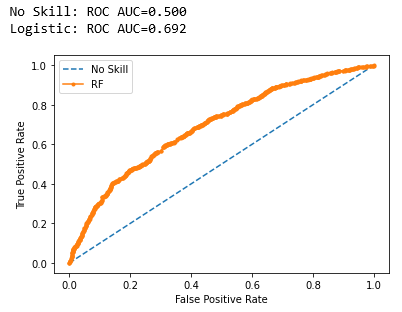 No Skill: ROC AUC=0.500
Logistic: ROC AUC=0.692
1.0
No Skill
RF
0.8
0.6
0.4
0.2
0.0
True Positive Rate
0.0 0.2 0.4 0.6 0.8 1.0
False Positive Rate